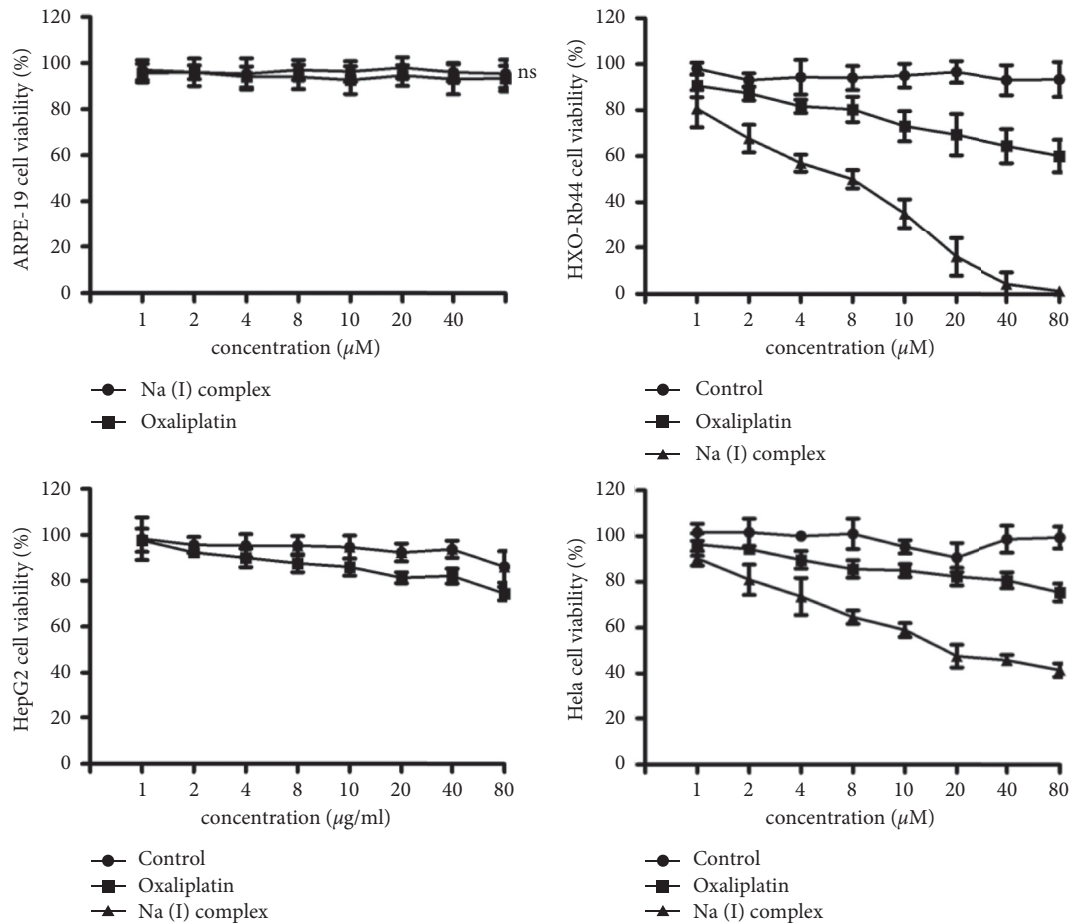 120
100
80
60
40
20
0
ARPE-19 cell viability (%)
ns
1 2 4 8 10 20 40
concentration (µM)
Na (I) complex
Oxaliplatin
120
100
80
60
40
20
0
HXO-Rb44 cell viability (%)
1 2 4 8 10 20 40 80
concentration (µM)
Control
Oxaliplatin
Na (I) complex
120
100
80
60
40
20
0
HepG2 cell viability (%)
1 2 4 8 10 20 40 80
concentration (µg/ml)
Control
Oxaliplatin
Na (I) complex
120
100
80
60
40
20
0
Hela cell viability (%)
1 2 4 8 10 20 40 80
concentration (µM)
Control
Oxaliplatin
Na (I) complex